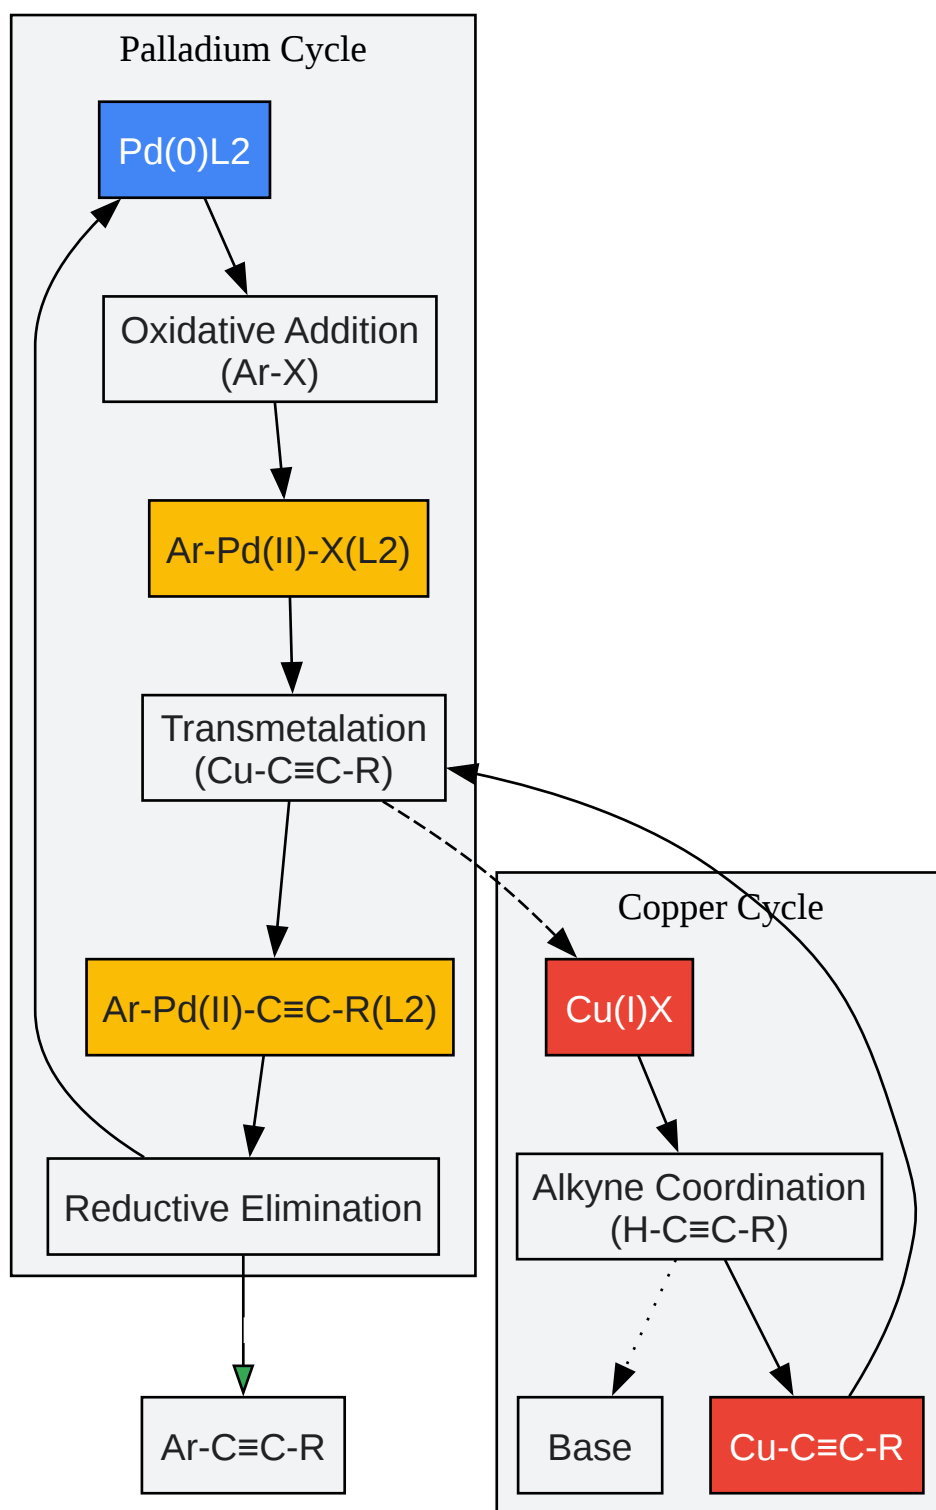 Palladium Cycle
Pd(0)L2
Oxidative Addition
(Ar-X)
Ar-Pd(II)-X(L2)
Transmetalation
(Cu-C≡C-R)
Ar-Pd(II)-C≡C-R(L2)
Reductive Elimination
Ar-C≡C-R
Copper Cycle
Cu(I)X
Alkyne Coordination
(H-C≡C-R)
Base
Cu-C≡C-R